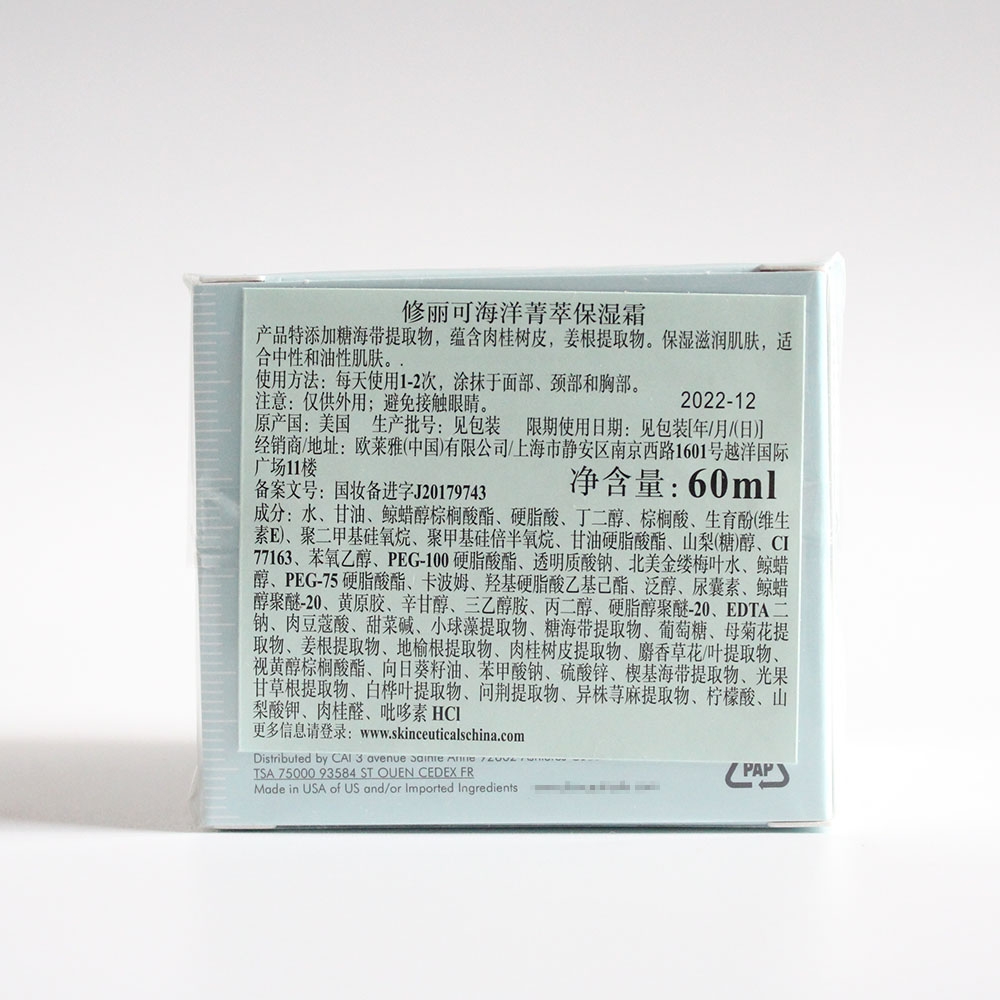 修丽可海洋菁萃保湿霜
产品特添加糖海带提取物，蕴含肉桂树皮，姜根提取物。保湿滋润肌肤，适
合中性和油性肌肤。.
使用方法：每天使用1-2次，涂抹于面部、颈部和胸部。
注意：仅供外用；避免接触眼睛。
2022-12
原产国：美国 生产批号：见包装 限期使用日期：见包装[年/月/(日)]
经销商/地址：欧莱雅(中国)有限公司/上海市静安区南京西路1601号越洋国际
广场11楼
净含量：60ml
备案文号：国妆备进字J20179743
成分：水、甘油、鲸蜡醇棕榈酸酯、硬脂酸、丁二醇、棕榈酸、生育酚(维生
素E)、聚二甲基硅氧烷、聚甲基硅倍半氧烷、甘油硬脂酸酯、山梨(糖)醇、CI
77163、苯氧乙醇、PEG-100 硬脂酸酯、透明质酸钠、北美金缕梅叶水、鲸蜡
醇、PEG-75 硬脂酸酯、卡波姆、羟基硬脂酸乙基己酯、泛醇、尿囊素、鲸蜡
醇聚醚-20、黄原胶、辛甘醇、三乙醇胺、丙二醇、硬脂醇聚醚-20、EDTA 二
钠、肉豆蔻酸、甜菜碱、小球藻提取物、糖海带提取物、葡萄糖、母菊花提
取物、姜根提取物、地榆根提取物、肉桂树皮提取物、麝香草花/叶提取物、
视黄醇棕榈酸酯、向日葵籽油、苯甲酸钠、硫酸锌、楔基海带提取物、光果
甘草根提取物、白桦叶提取物、问荆提取物、异株荨麻提取物、柠檬酸、山
梨酸钾、肉桂醛、吡哆素 HCl
更多信息请登录：www.skinceuticalschina.com
Distributed by CAI 3 avenue Sainte Anne
TSA 75000 93584 ST OUEN CEDEX FR
Made in USA of US and/or Imported Ingredients
PAP